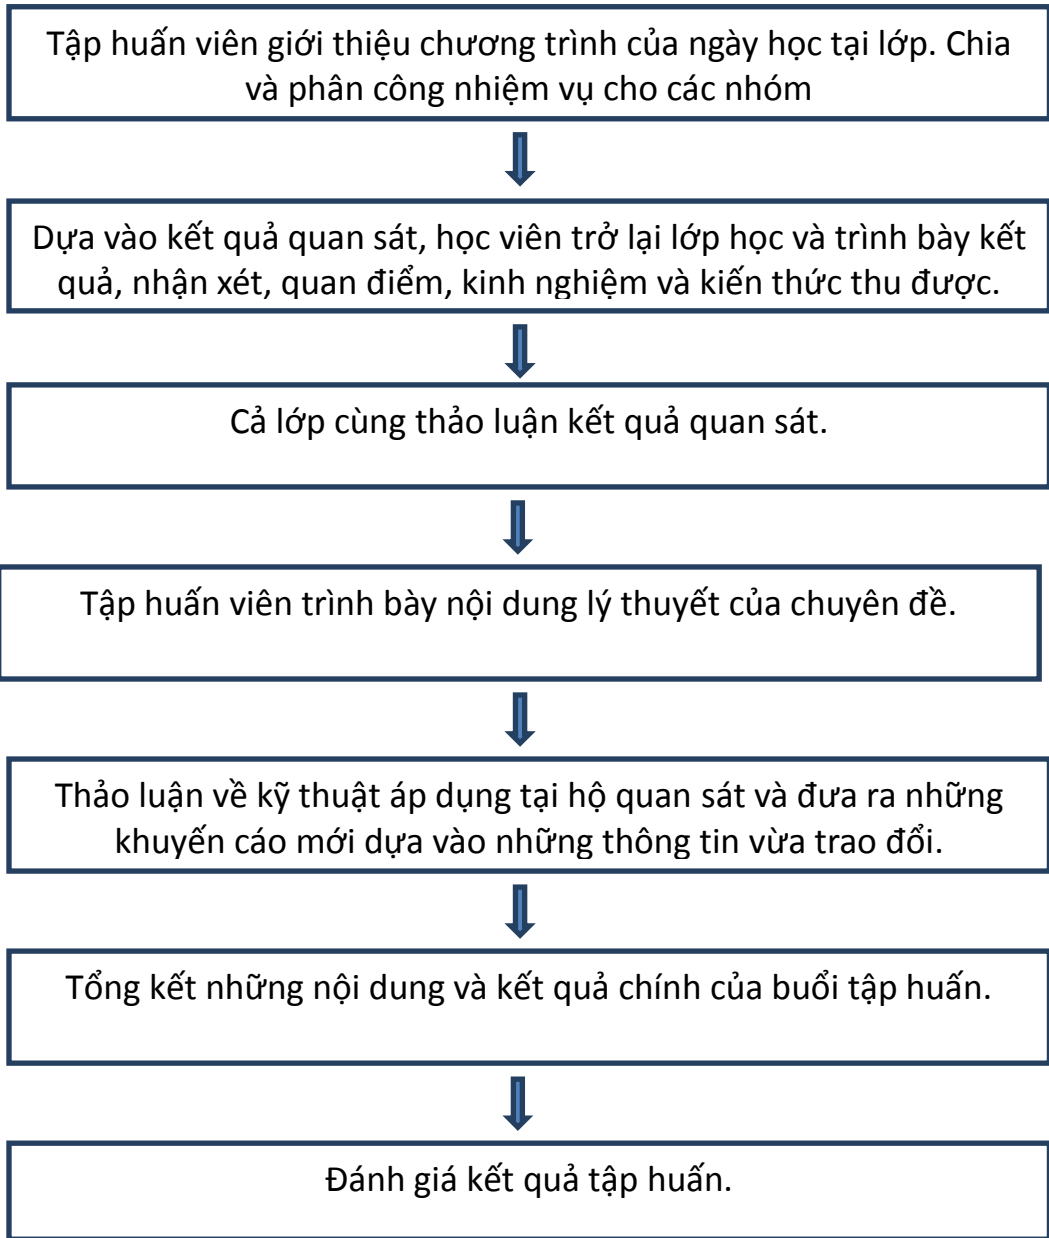 Tập huấn viên giới thiệu chương trình của ngày học tại lớp. Chia
và phân công nhiệm vụ cho các nhóm
Dựa vào kết quả quan sát, học viên trở lại lớp học và trình bày kết
quả, nhận xét, quan điểm, kinh nghiệm và kiến thức thu được.
Cả lớp cùng thảo luận kết quả quan sát.
Tập huấn viên trình bày nội dung lý thuyết của chuyên đề.
Thảo luận về kỹ thuật áp dụng tại hộ quan sát và đưa ra những
khuyến cáo mới dựa vào những thông tin vừa trao đổi.
Tổng kết những nội dung và kết quả chính của buổi tập huấn.
Đánh giá kết quả tập huấn.